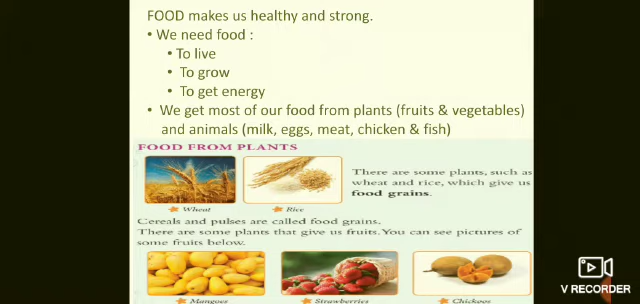 FOOD makes us healthy and strong.
• We need food :
• To live
• To grow
• To get energy
• We get most of our food from plants (fruits & vegetables)
and animals (milk, eggs, meat, chicken & fish)
FOOD FROM PLANTS
There are some plants, such as
wheat and rice, which give us
food grains.
Wheat
Rice
Cereals and pulses are called food grains.
There are some plants that give us fruits. You can see pictures of
some fruits below.
Mangoes
Strawberries
Chickoos
V RECORDER